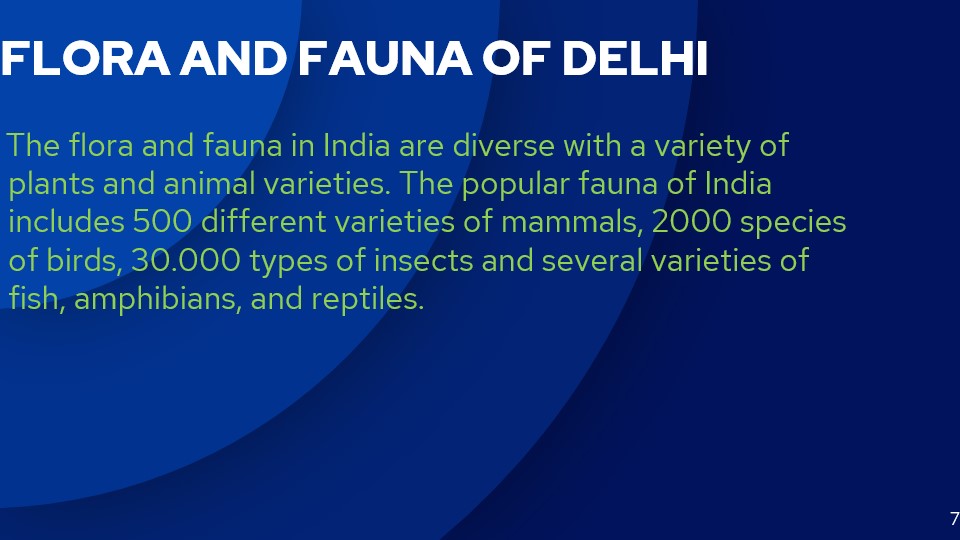 FLORA AND FAUNA OF DELHI
The flora and fauna in India are diverse with a variety of
plants and animal varieties. The popular fauna of India
includes 500 different varieties of mammals, 2000 species
of birds, 30.000 types of insects and several varieties of
fish, amphibians, and reptiles.
7